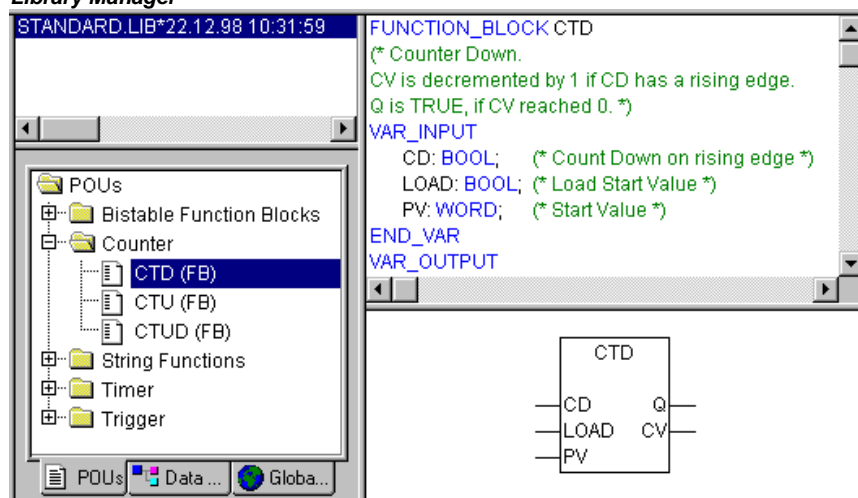 Library Manager
STANDARD.LIB*22.12.98 10:31:59
POUs
Bistable Function Blocks
Counter
CTD (FB)
CTU (FB)
CTUD (FB)
String Functions
Timer
Trigger
POUs
Data ...
Globa...
FUNCTION_BLOCK CTD
(* Counter Down.
CV is decremented by 1 if CD has a rising edge.
Q is TRUE, if CV reached 0. *)
VAR_INPUT
CD: BOOL; (* Count Down on rising edge *)
LOAD: BOOL; (* Load Start Value *)
PV: WORD; (* Start Value *)
END_VAR
VAR_OUTPUT
CTD
CD Q
LOAD CV
PV